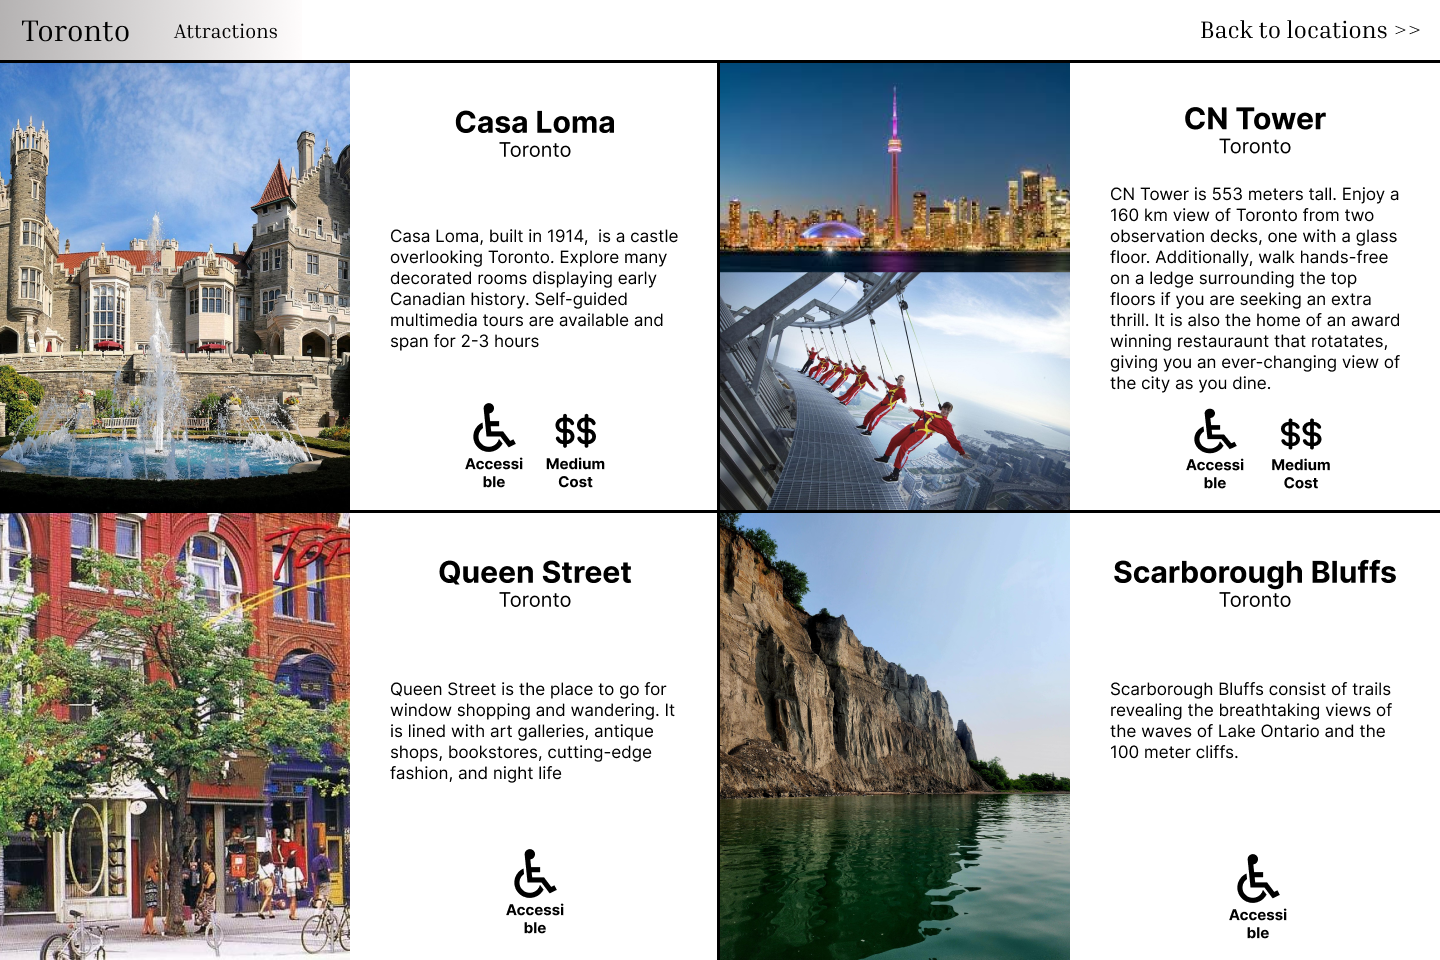 Toronto Attractions Back to locations >>
Casa Loma
Toronto
Casa Loma, built in 1914,  is a castle
overlooking Toronto. Explore many
decorated rooms displaying early
Canadian history. Self-guided
multimedia tours are available and
span for 2-3 hours
$$
Accessi
ble
Medium
Cost
CN Tower
Toronto
CN Tower is 553 meters tall. Enjoy a
160 km view of Toronto from two
observation decks, one with a glass
floor. Additionally, walk hands-free
on a ledge surrounding the top
floors if you are seeking an extra
thrill. It is also the home of an award
winning restauraunt that rotatates,
giving you an ever-changing view of
the city as you dine.
$$
Accessi
ble
Medium
Cost
Queen Street
Toronto
Queen Street is the place to go for
window shopping and wandering. It
is lined with art galleries, antique
shops, bookstores, cutting-edge
fashion, and night life
Accessi
ble
Scarborough Bluffs
Toronto
Scarborough Bluffs consist of trails
revealing the breathtaking views of
the waves of Lake Ontario and the
100 meter cliffs.
Accessi
ble